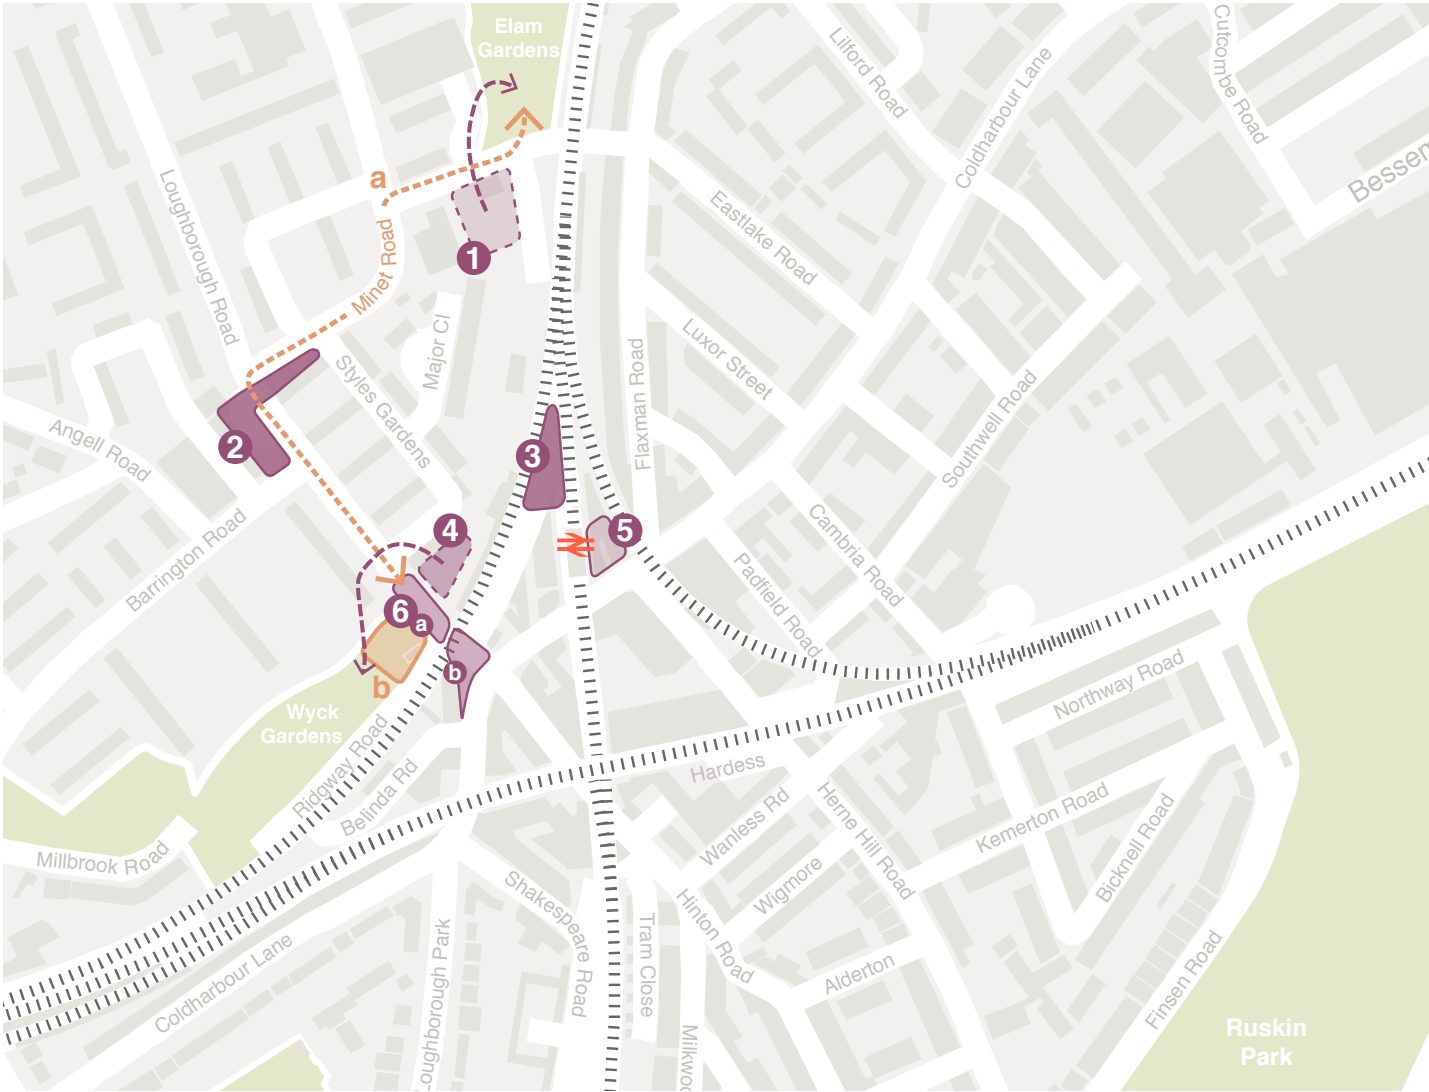 Elam
Gardens
Lilford Road
Coldharbour Lane
Cutcombe Road
Bessem
a
Loughborough Road
Minet Road
1
Eastlake Road
Major Cl
Luxor Street
Flaxman Road
Styles Gardens
Southwell Road
Angell Road
2
3
4
5
Barrington Road
Cambria Road
Padfield Road
6
a
b
b
Wyck
Gardens
Northway Road
Ridgway Road
Belinda Rd
Hardess
Wanless Rd
Herne Hill Road
Kemerton Road
Bicknell Road
Millbrook Road
Shakespeare Road
Wigmore
Hinton Road
Tram Close
Alderton
Finsen Road
Coldharbour Lane
Loughborough Park
Milkwoo
Ruskin
Park